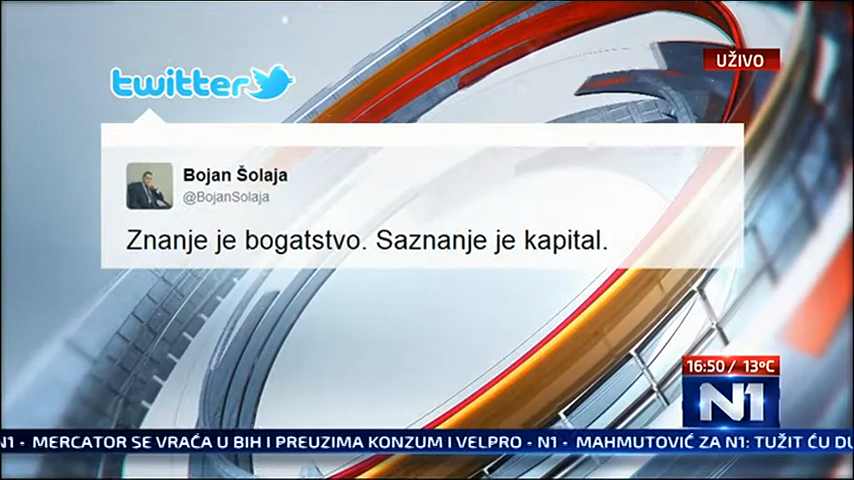 twitter
UŽIVO
Bojan Šolaja
@BojanSolaja
Znanje je bogatstvo. Saznanje je kapital.
16:50 / 13ºC
N1
N1 - MERCATOR SE VRAĆA U BIH I PREUZIMA KONZUM I VELPRO - N1 - MAHMUTOVIĆ ZA N1: TUŽIT ĆU DU